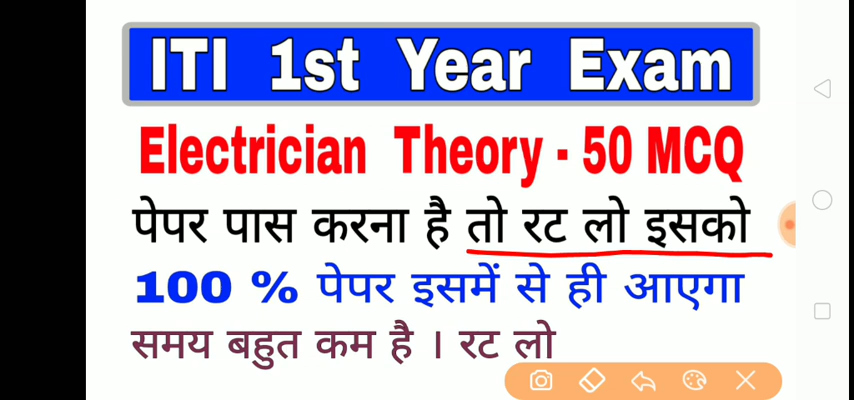 ITI 1st Year Exam
Electrician Theory - 50 MCQ
पेपर पास करना है तो रट लो इसको
100 % पेपर इसमें से ही आएगा
समय बहुत कम है । रट लो